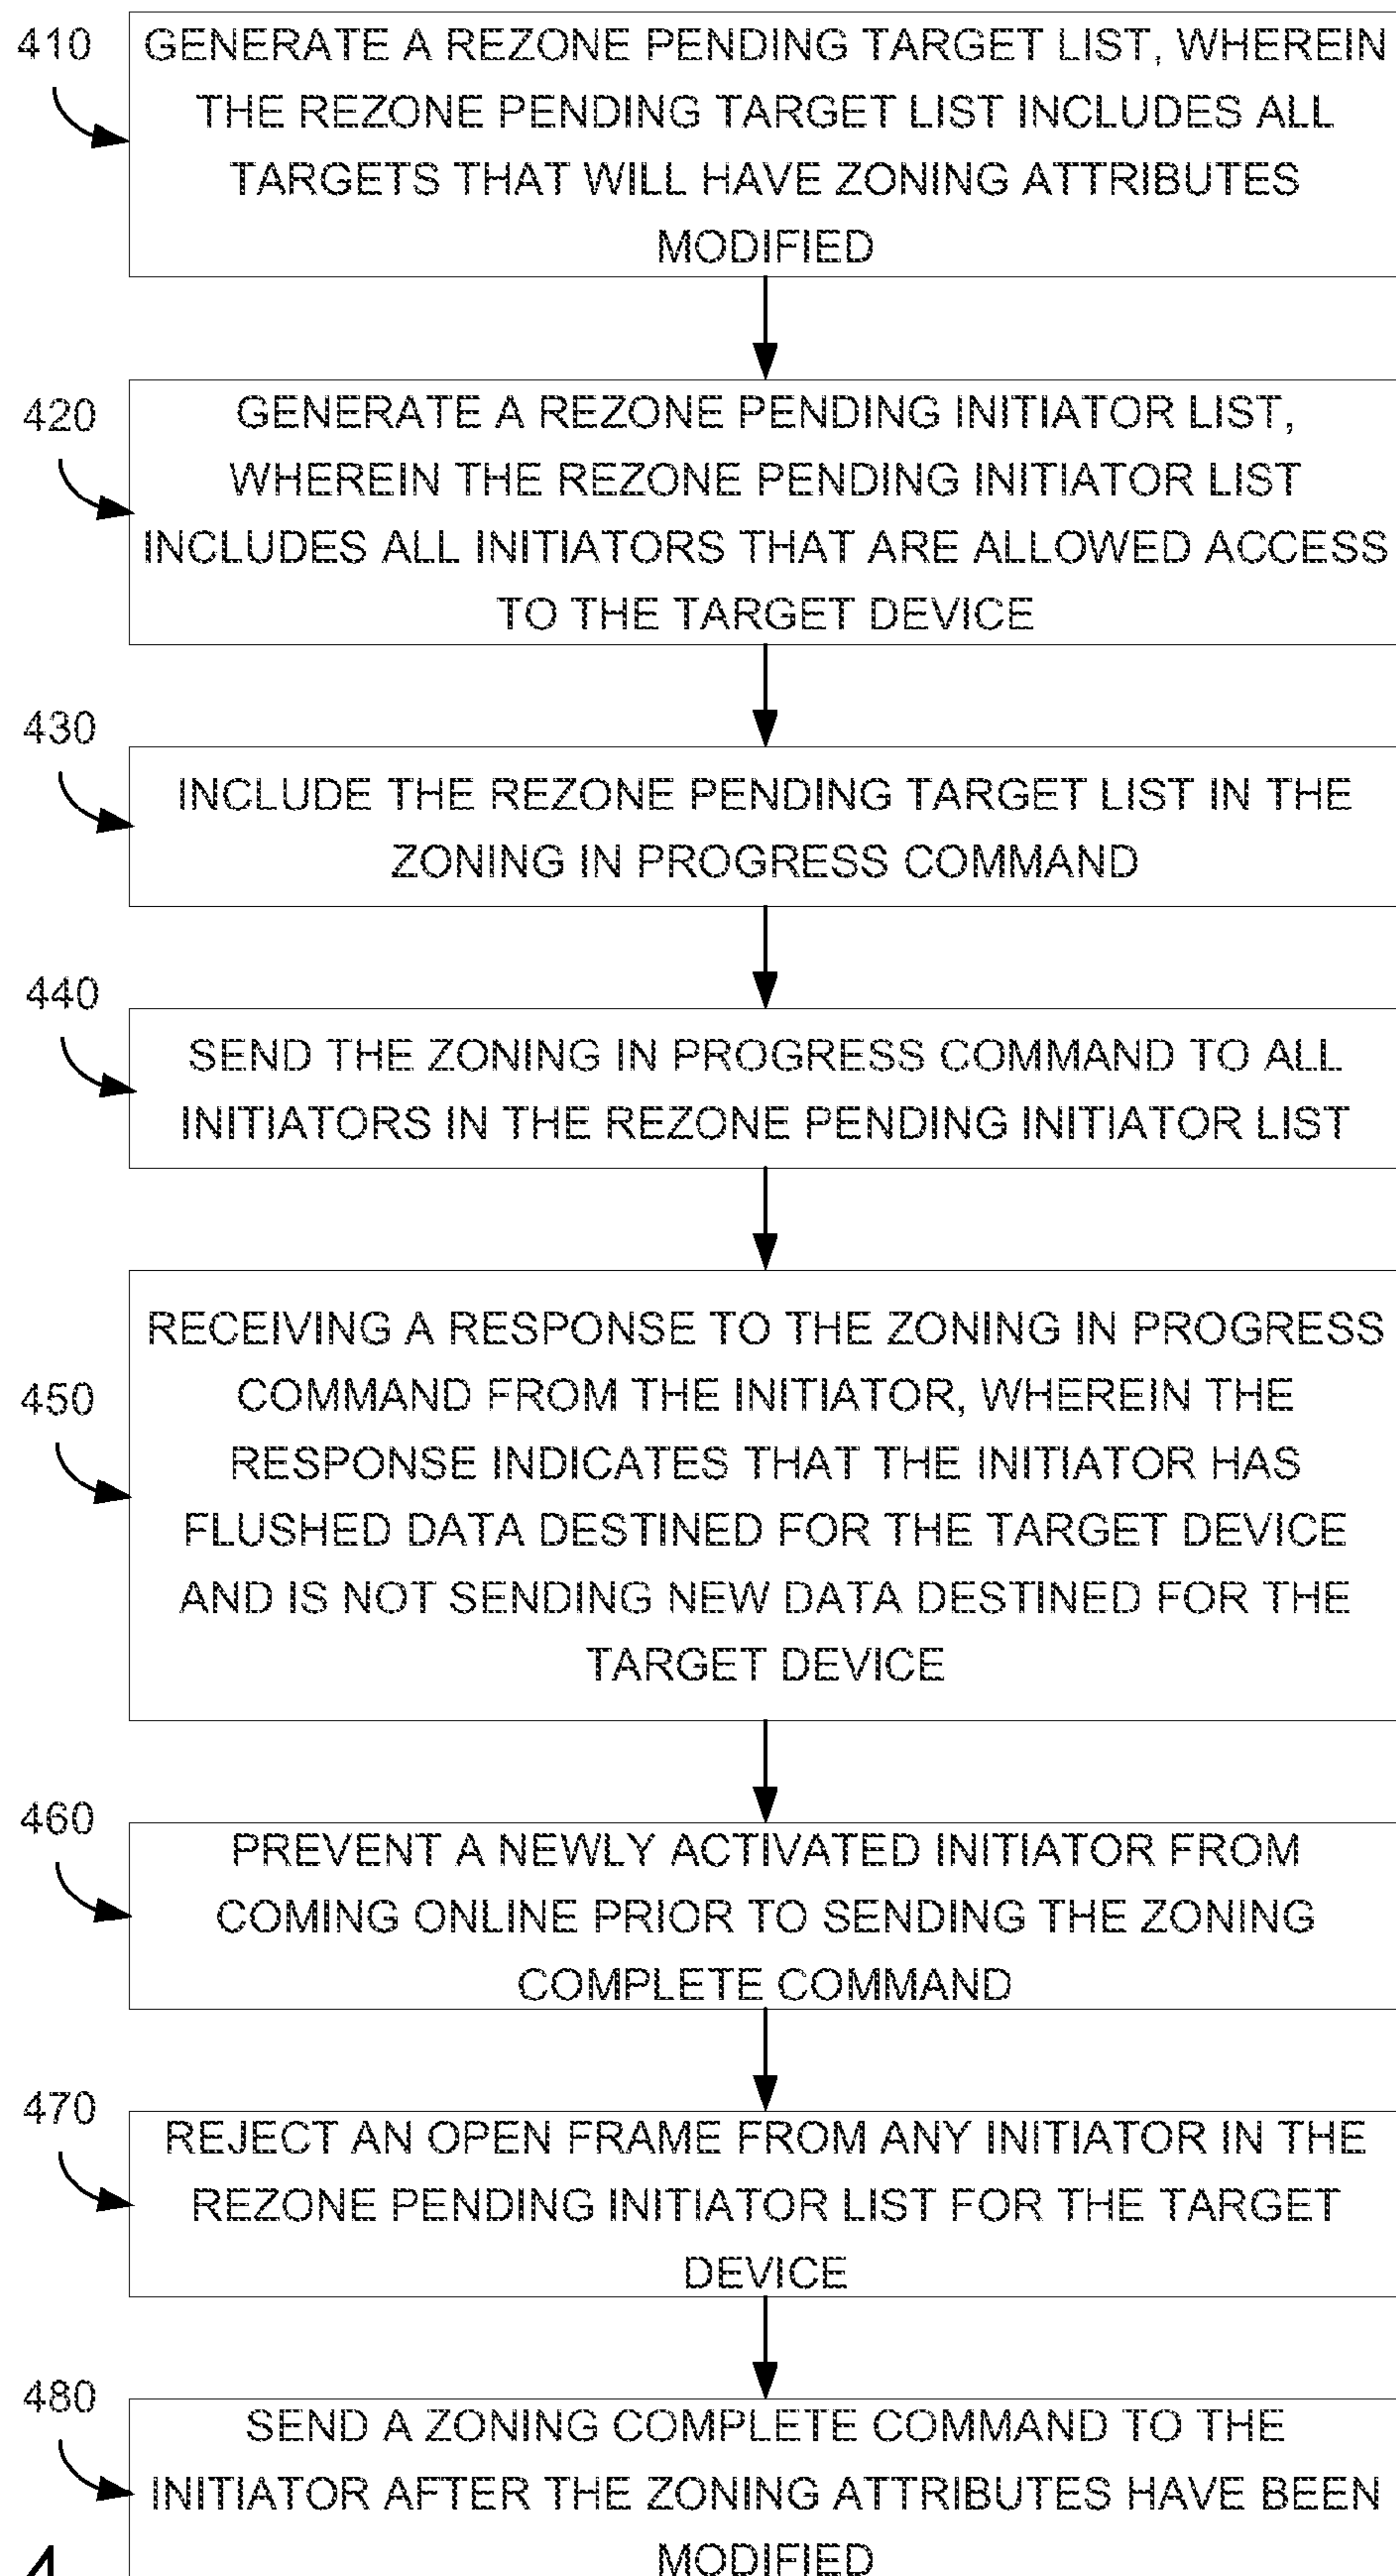 410
GENERATE A REZONE PENDING TARGET LIST, WHEREIN
THE REZONE PENDING TARGET LIST INCLUDES ALL
TARGETS THAT WILL HAVE ZONING ATTRIBUTES
MODIFIED
420
GENERATE A REZONE PENDING INITIATOR LIST,
WHEREIN THE REZONE PENDING INITIATOR LIST
INCLUDES ALL INITIATORS THAT ARE ALLOWED ACCESS
TO THE TARGET DEVICE
430
INCLUDE THE REZONE PENDING TARGET LIST IN THE
ZONING IN PROGRESS COMMAND
440
SEND THE ZONING IN PROGRESS COMMAND TO ALL
INITIATORS IN THE REZONE PENDING INITIATOR LIST
450
RECEIVING A RESPONSE TO THE ZONING IN PROGRESS
COMMAND FROM THE INITIATOR, WHEREIN THE
RESPONSE INDICATES THAT THE INITIATOR HAS
FLUSHED DATA DESTINED FOR THE TARGET DEVICE
AND IS NOT SENDING NEW DATA DESTINED FOR THE
TARGET DEVICE
460
PREVENT A NEWLY ACTIVATED INITIATOR FROM
COMING ONLINE PRIOR TO SENDING THE ZONING
COMPLETE COMMAND
470
REJECT AN OPEN FRAME FROM ANY INITIATOR IN THE
REZONE PENDING INITIATOR LIST FOR THE TARGET
DEVICE
480
SEND A ZONING COMPLETE COMMAND TO THE
INITIATOR AFTER THE ZONING ATTRIBUTES HAVE BEEN
MODIFIED